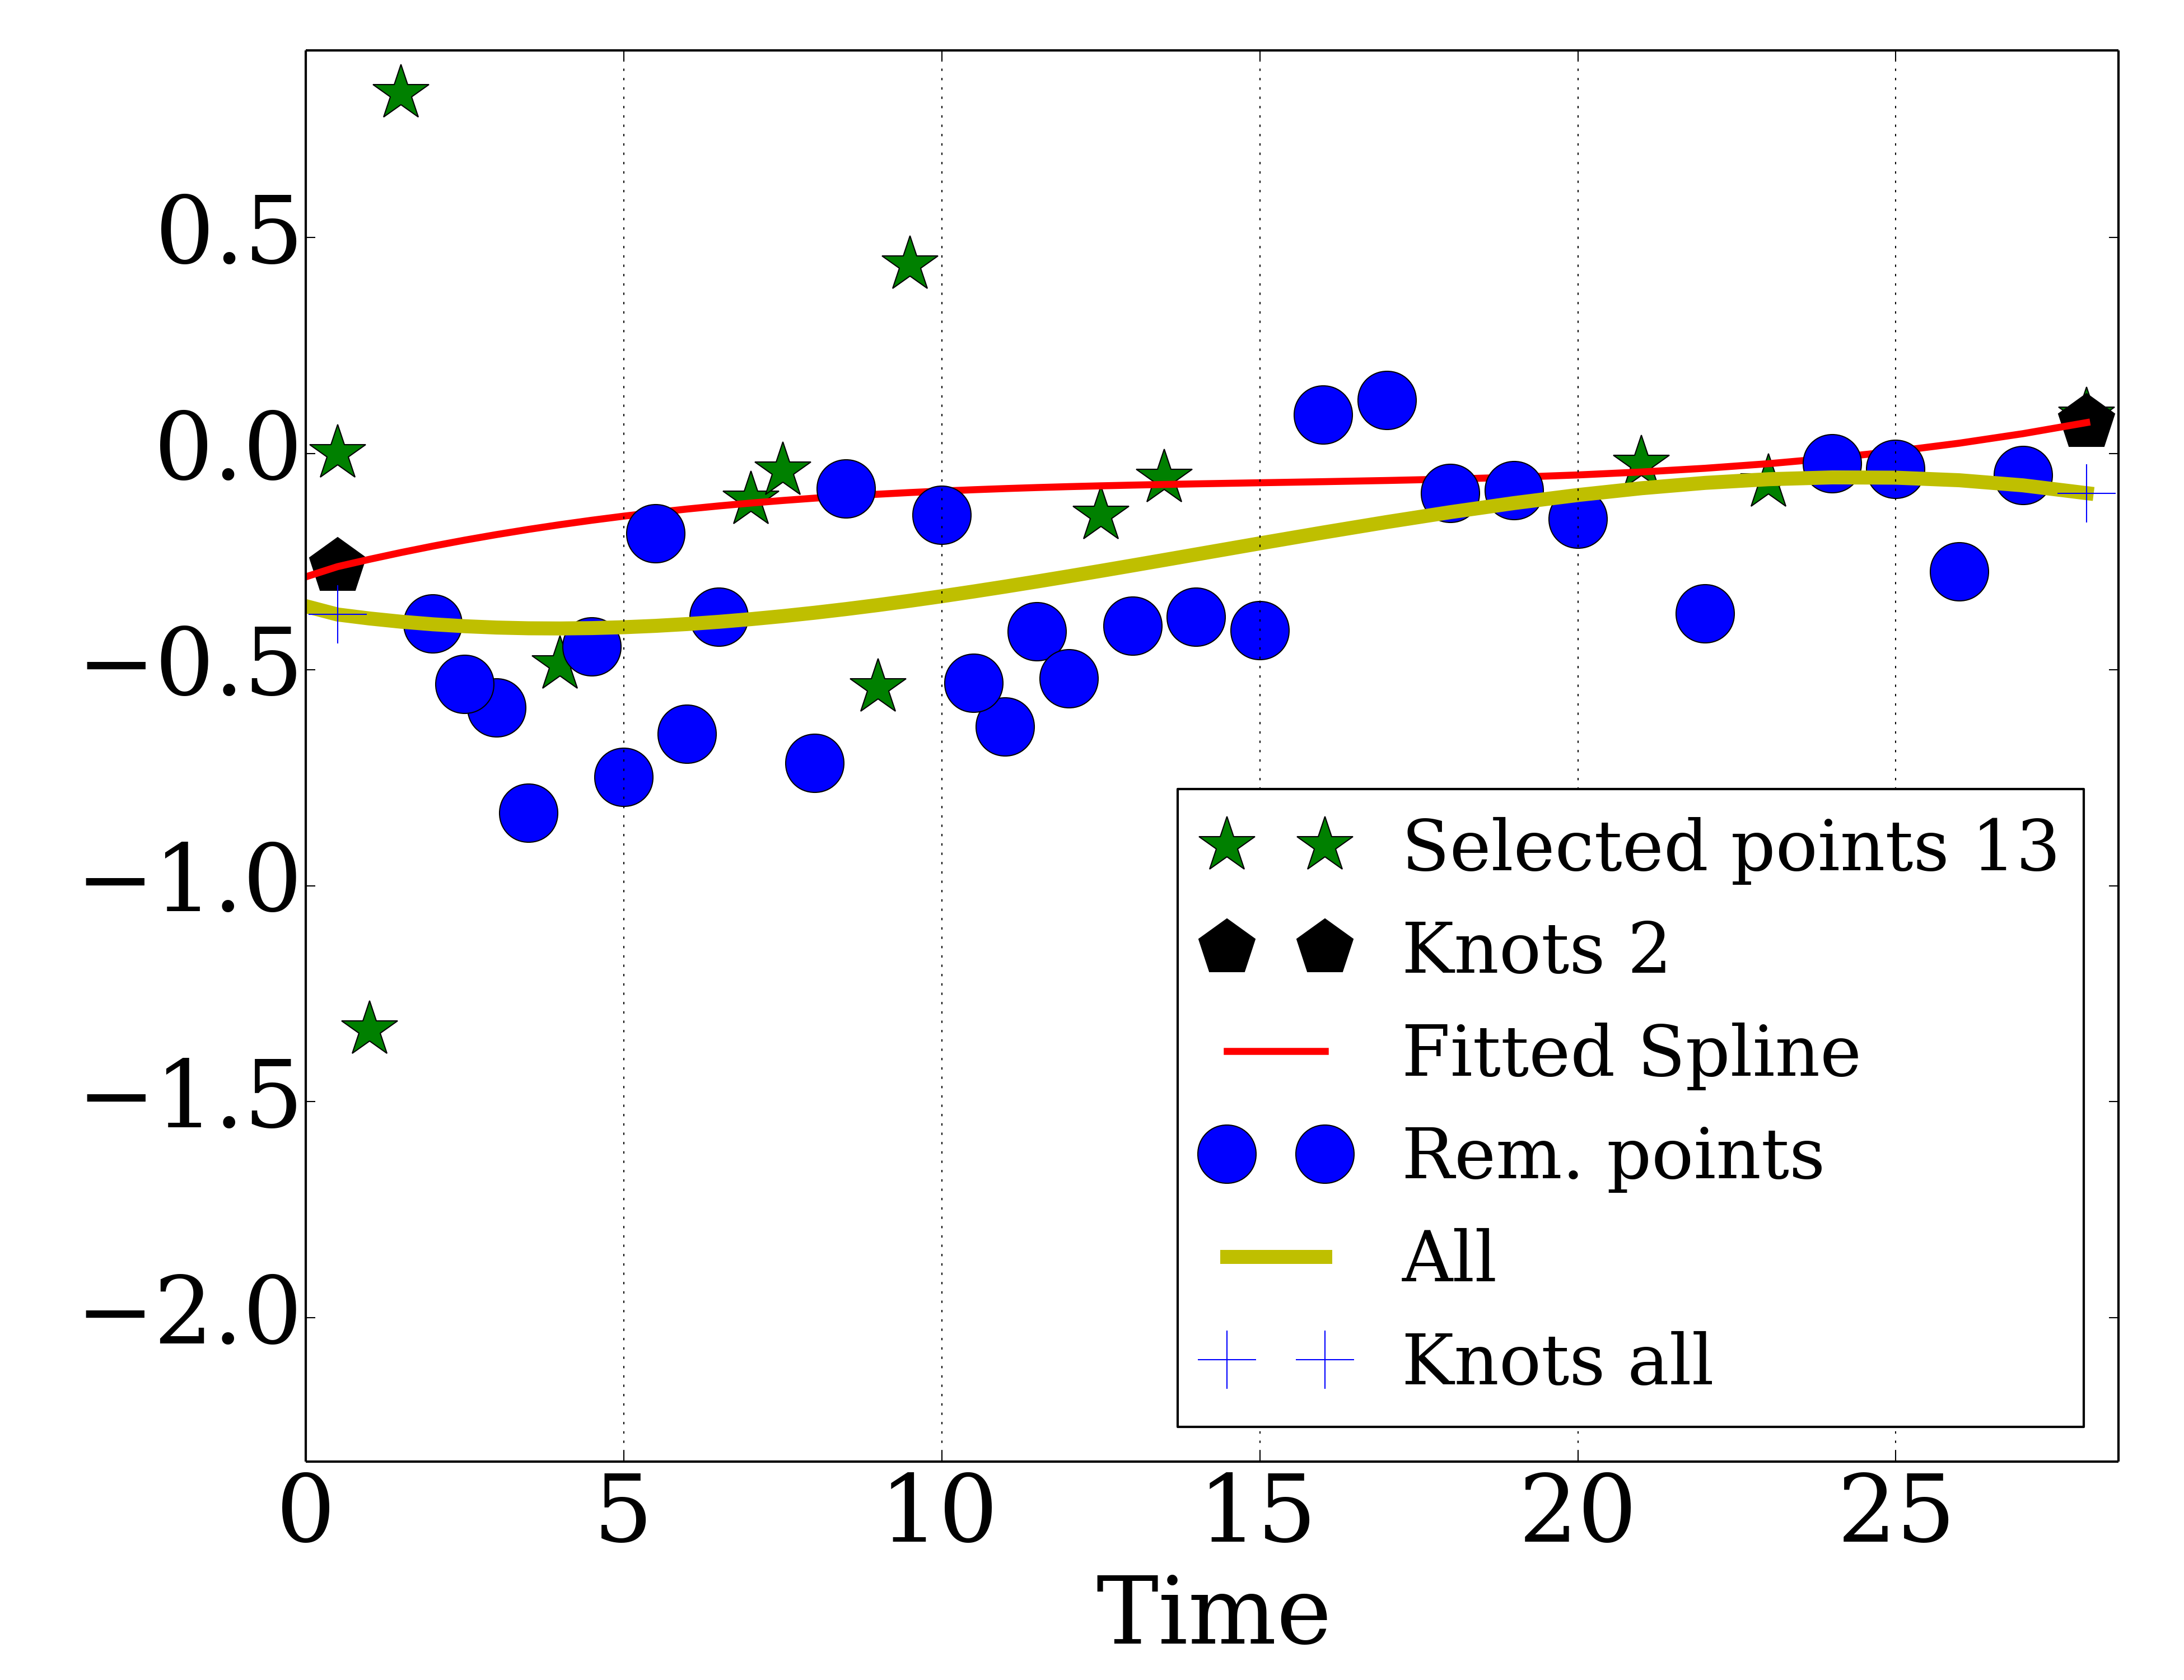 0.5
0.0
−0.5
−1.0
−1.5
−2.0
Selected points 13
Knots 2
Fitted Spline
Rem. points
All
Knots all
0 5 10 15 20 25
Time